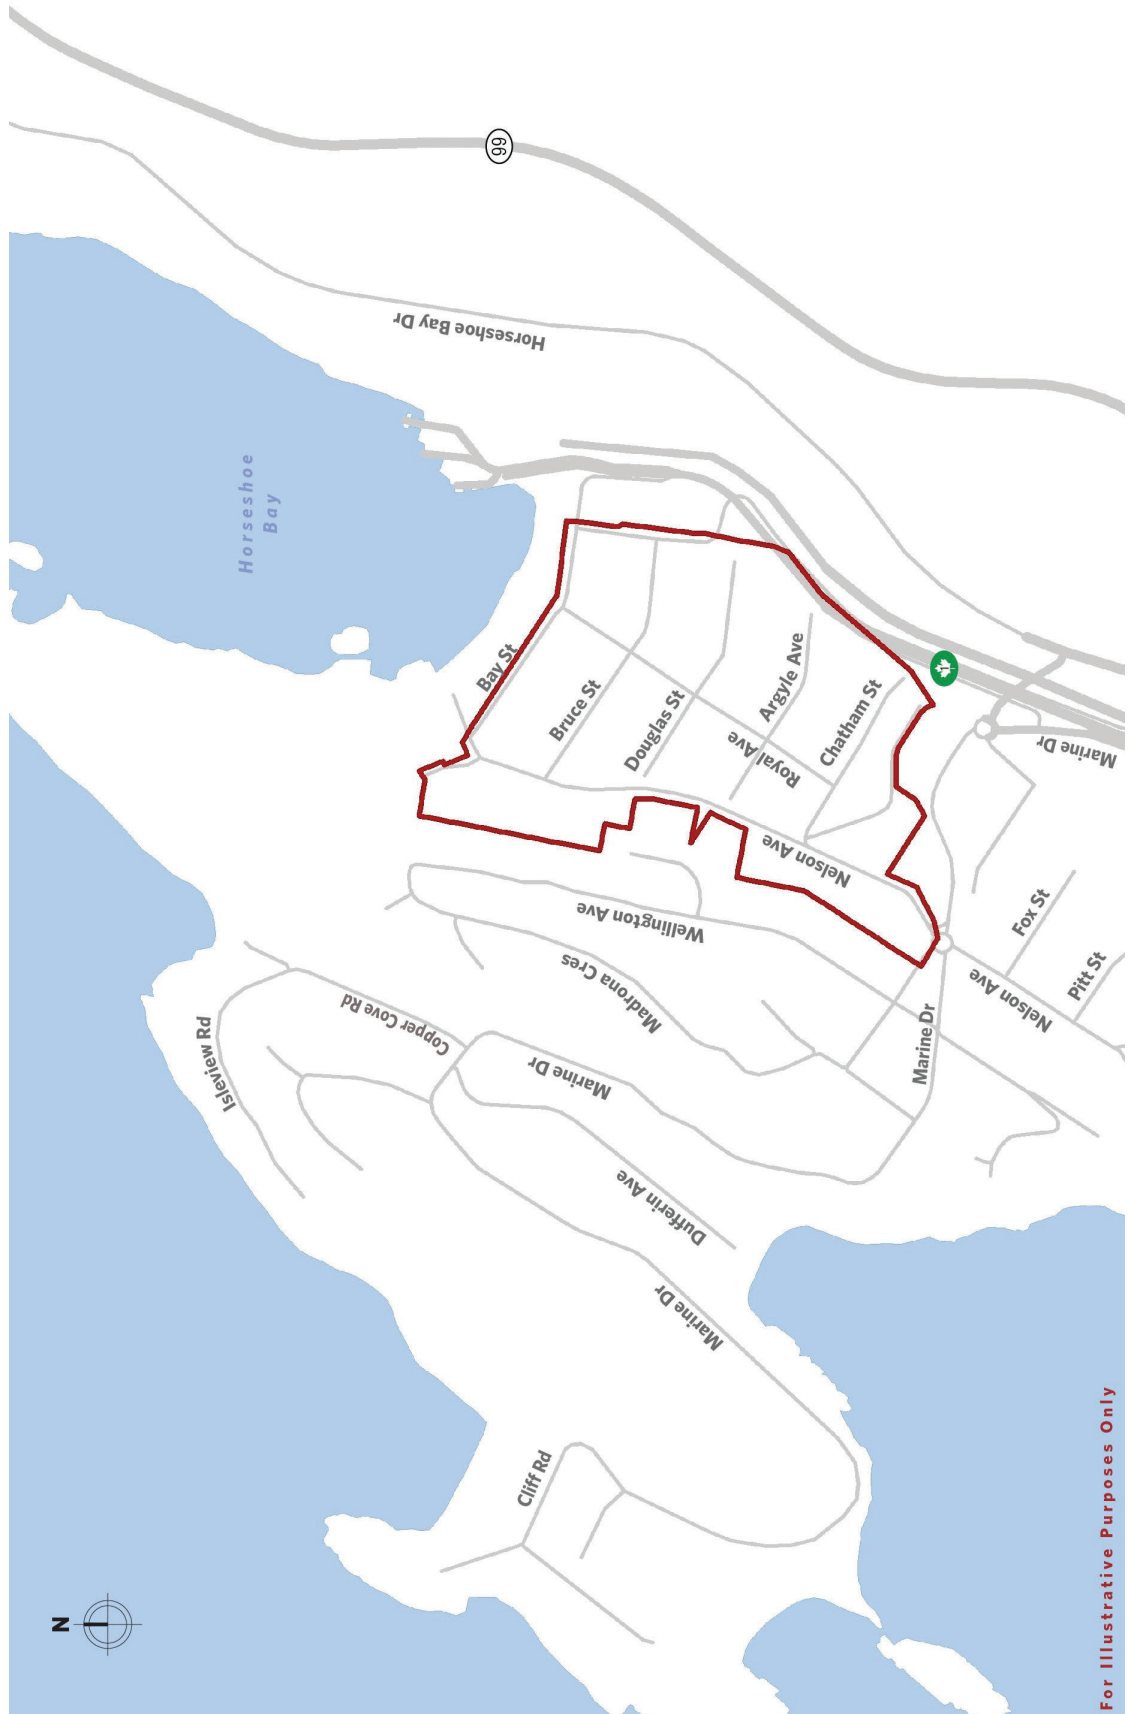 N
Horseshoe
Bay
99
Horseshoe Bay Dr
Bay St
Bruce St
Douglas St
Argyle Ave
Royal Ave
Chatham St
Nelson Ave
1
Marine Dr
Wellington Ave
Madrona Cres
Copper Cove Rd
Isleview Rd
Marine Dr
Marine Dr
Dufferin Ave
Marine Dr
Cliff Rd
Nelson Ave
Fox St
Pitt St
For Illustrative Purposes Only